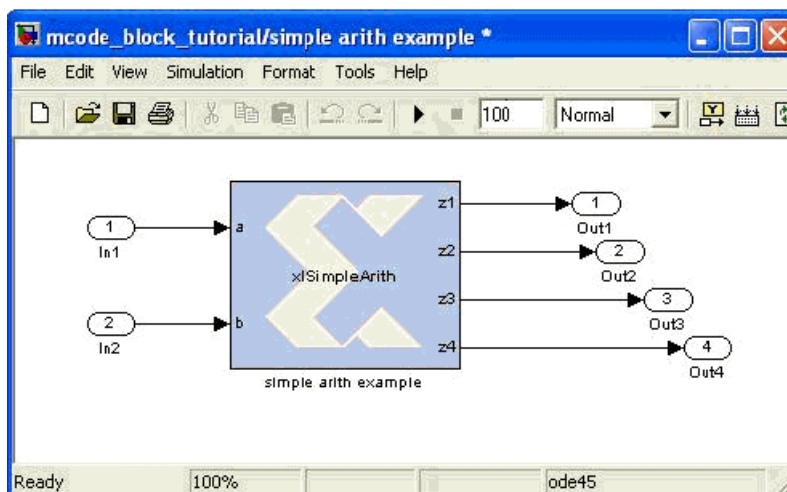 mcode_block_tutorial/simple arith example *
File Edit View Simulation Format Tools Help
100 Normal
1
In1
2
In2
a
b
xlSimpleArith
z1
z2
z3
z4
simple arith example
1
Out1
2
Out2
3
Out3
4
Out4
Ready 100% ode45